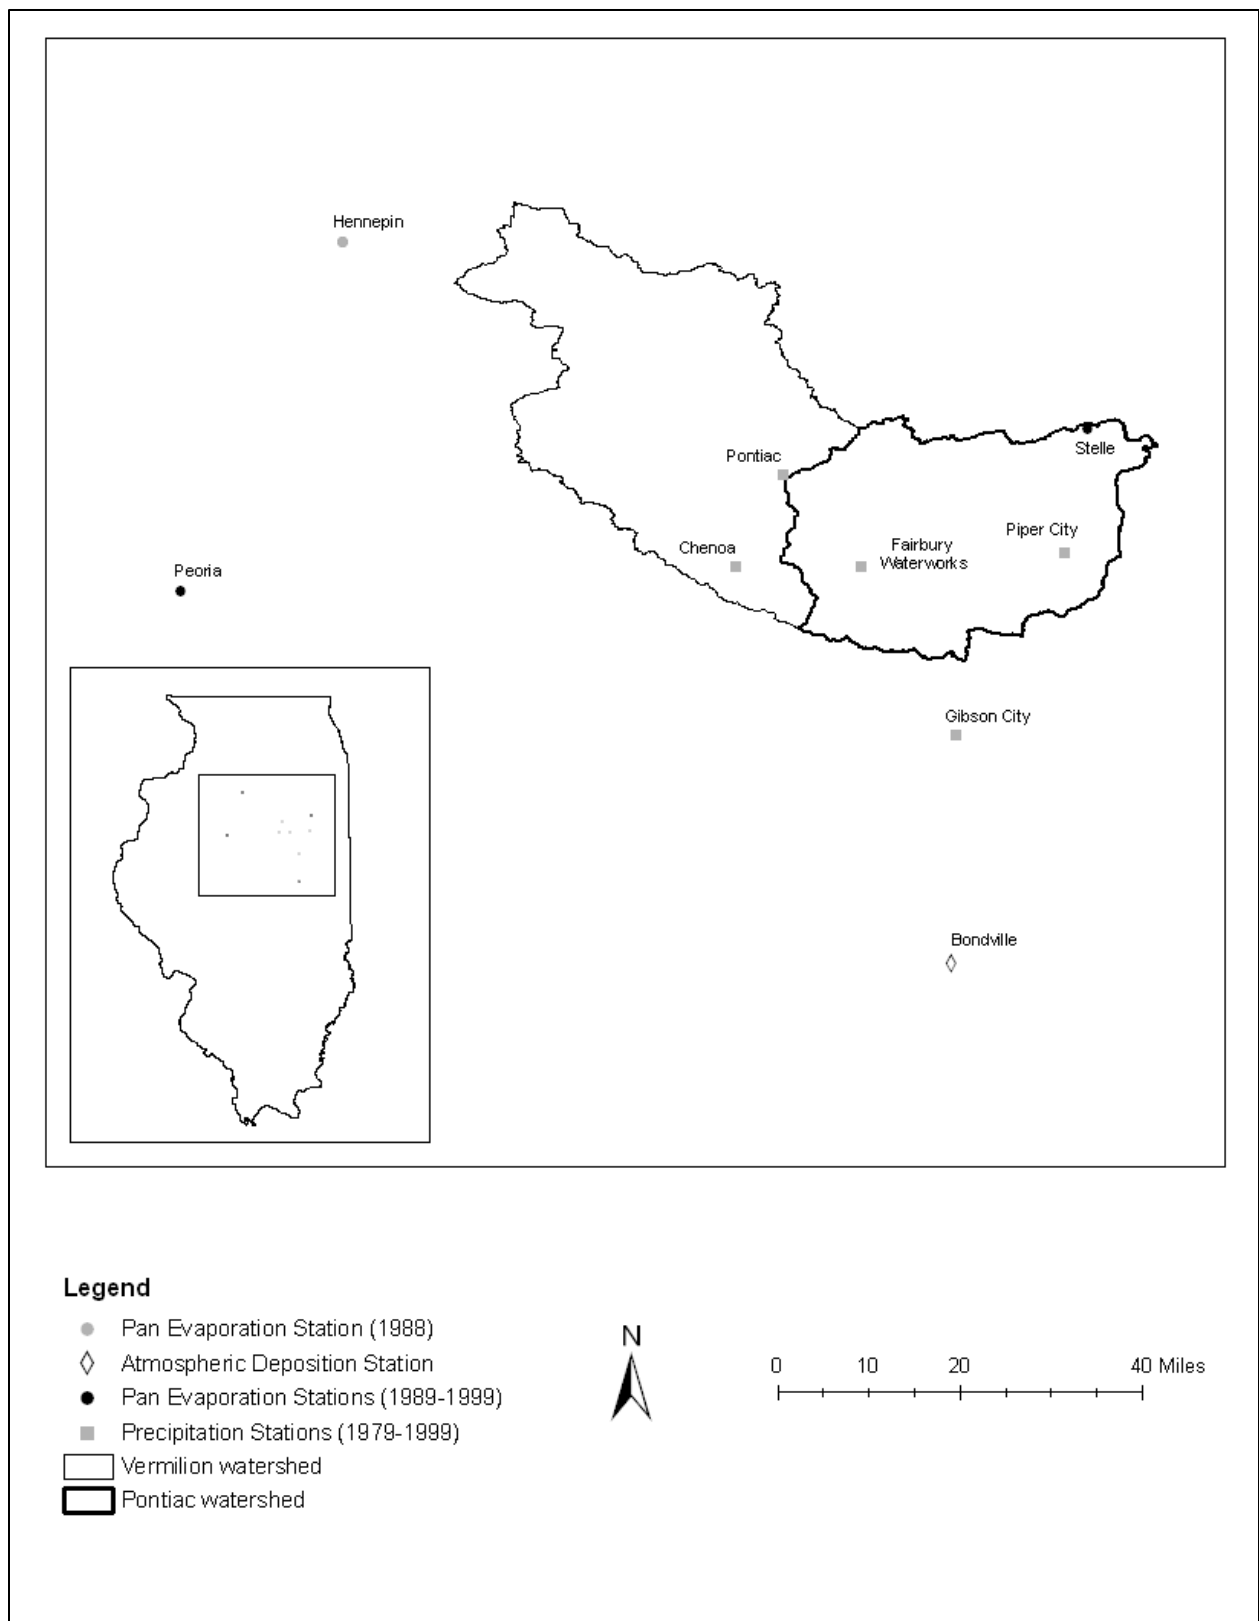 Hennepin
Pontiac
Stelle
Piper City
Chenoa
Fairbury
Waterworks
Peoria
Gibson City
Bondville
Legend
Pan Evaporation Station (1988)
Atmospheric Deposition Station
Pan Evaporation Stations (1989-1999)
Precipitation Stations (1979-1999)
Vermilion watershed
Pontiac watershed
N
0 10 20 40 Miles